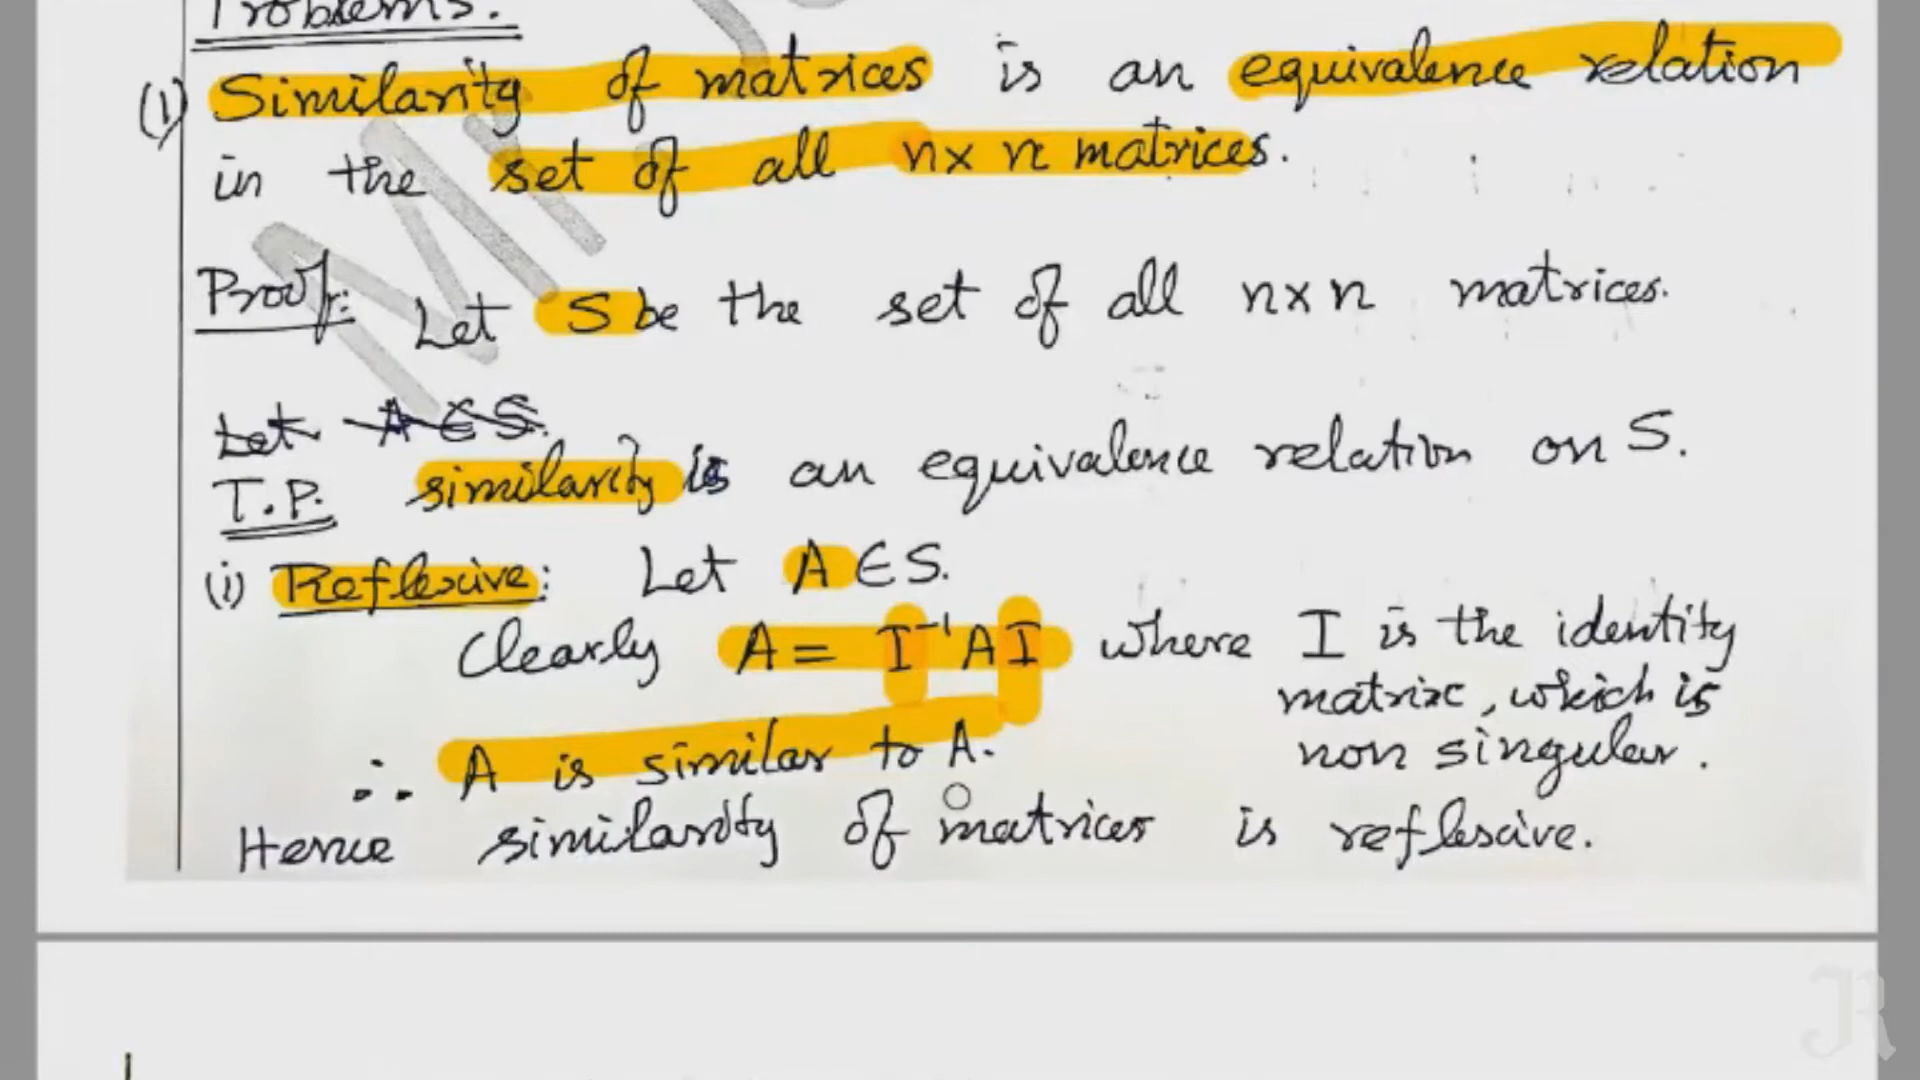 Problems.
(1) Similarity of matrices is an equivalence relation
in the set of all n×n matrices.
Proof: Let S be the set of all n×n matrices.
Let A∈S.
T.P. similarity is an equivalence relation on S.
(i) Reflexive: Let A∈S.
Clearly A = I⁻¹AI where I is the identity
matrix, which is
non singular.
∴ A is similar to A.
Hence similarity of matrices is reflexive.
JR